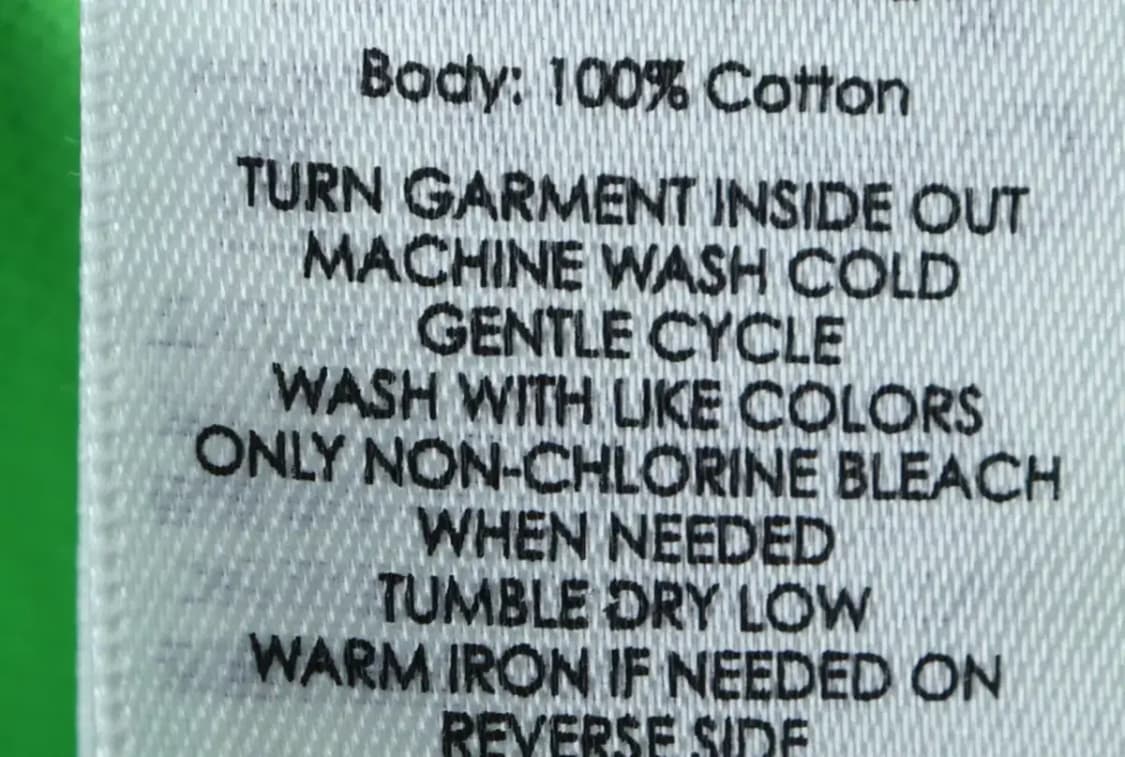 Body: 100% Cotton
TURN GARMENT INSIDE OUT
MACHINE WASH COLD
GENTLE CYCLE
WASH WITH LIKE COLORS
ONLY NON-CHLORINE BLEACH
WHEN NEEDED
TUMBLE DRY LOW
WARM IRON IF NEEDED ON
REVERSE SIDE